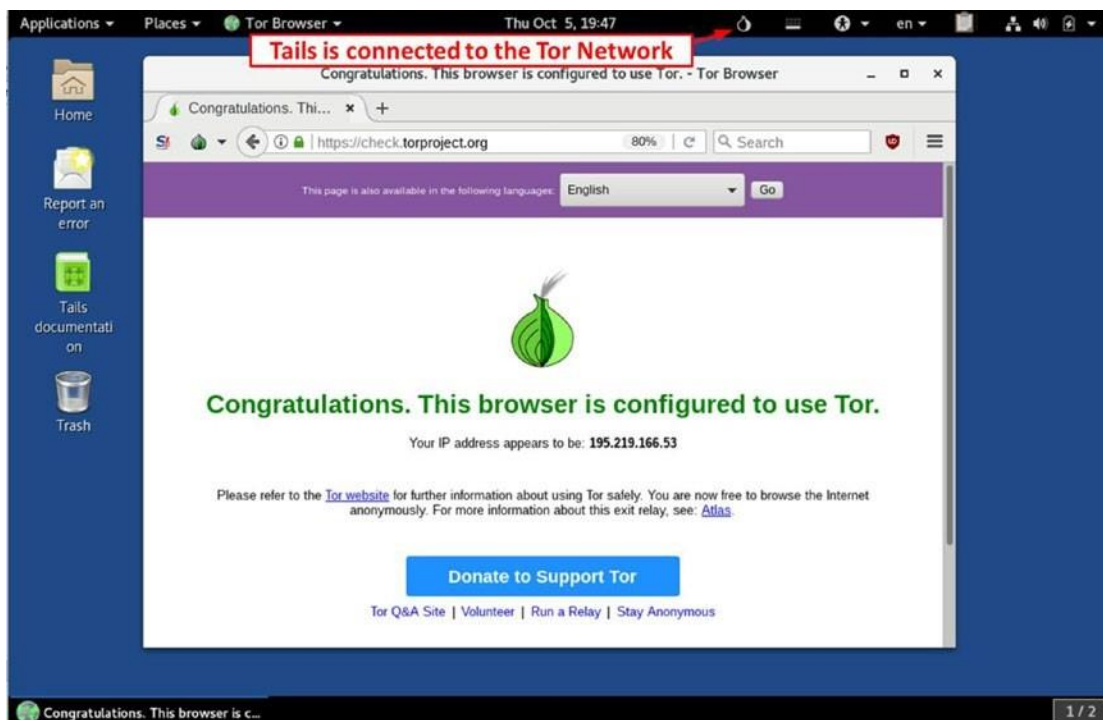 Applications Places Tor Browser Thu Oct 5, 19:47 en
Tails is connected to the Tor Network
Congratulations. This browser is configured to use Tor. - Tor Browser
Congratulations. Thi... × +
https://check.torproject.org 80% Search
This page is also available in the following languages: English Go
Home
Report an
error
Tails
documentati
on
Trash
Congratulations. This browser is configured to use Tor.
Your IP address appears to be: 195.219.166.53
Please refer to the Tor website for further information about using Tor safely. You are now free to browse the Internet
anonymously. For more information about this exit relay, see: Atlas.
Donate to Support Tor
Tor Q&A Site | Volunteer | Run a Relay | Stay Anonymous
Congratulations. This browser is c...
1 / 2